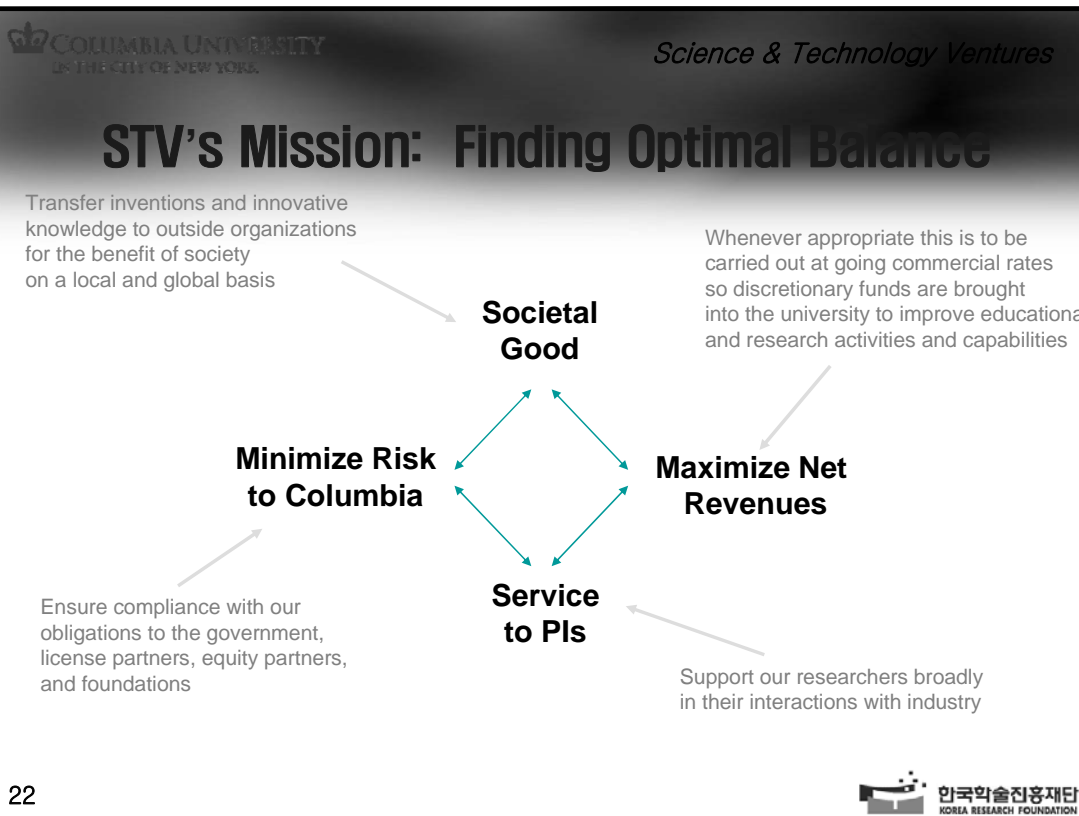 COLUMBIA UNIVERSITY
IN THE CITY OF NEW YORK
Science & Technology Ventures
STV's Mission: Finding Optimal Balance
Transfer inventions and innovative
knowledge to outside organizations
for the benefit of society
on a local and global basis
Whenever appropriate this is to be
carried out at going commercial rates
so discretionary funds are brought
into the university to improve educationa
and research activities and capabilities
Societal
Good
Minimize Risk
to Columbia
Maximize Net
Revenues
Service
to PIs
Ensure compliance with our
obligations to the government,
license partners, equity partners,
and foundations
Support our researchers broadly
in their interactions with industry
22
한국학술진흥재단
KOREA RESEARCH FOUNDATION